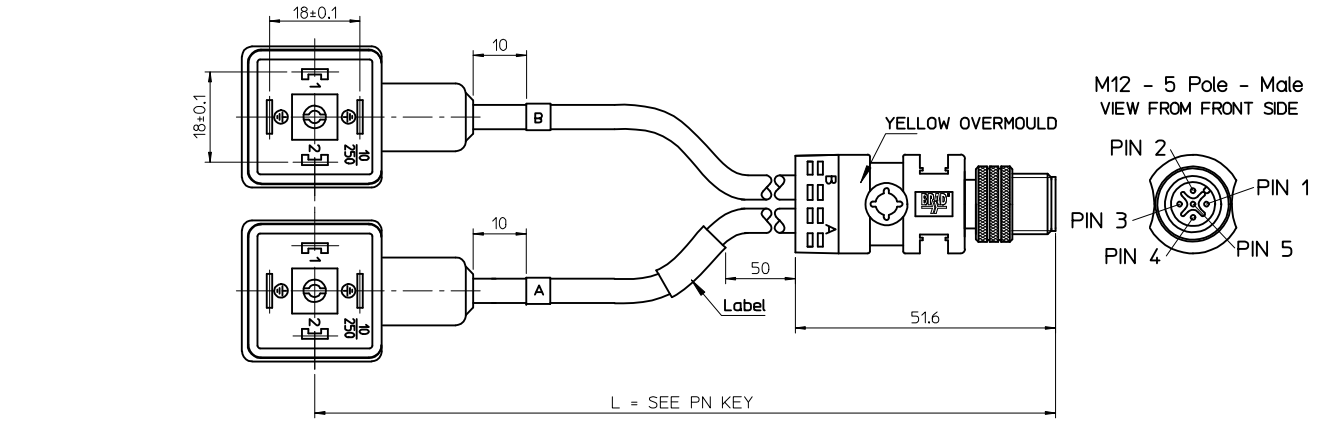 18±0.1
10
18±0.1
1
2
10
250
B
YELLOW OVERMOULD
M12 - 5 Pole - Male
VIEW FROM FRONT SIDE
PIN 2
PIN 1
PIN 3
PIN 4
PIN 5
B
A
BRAD
10
1
2
10
250
A
50
Label
51.6
L = SEE PN KEY